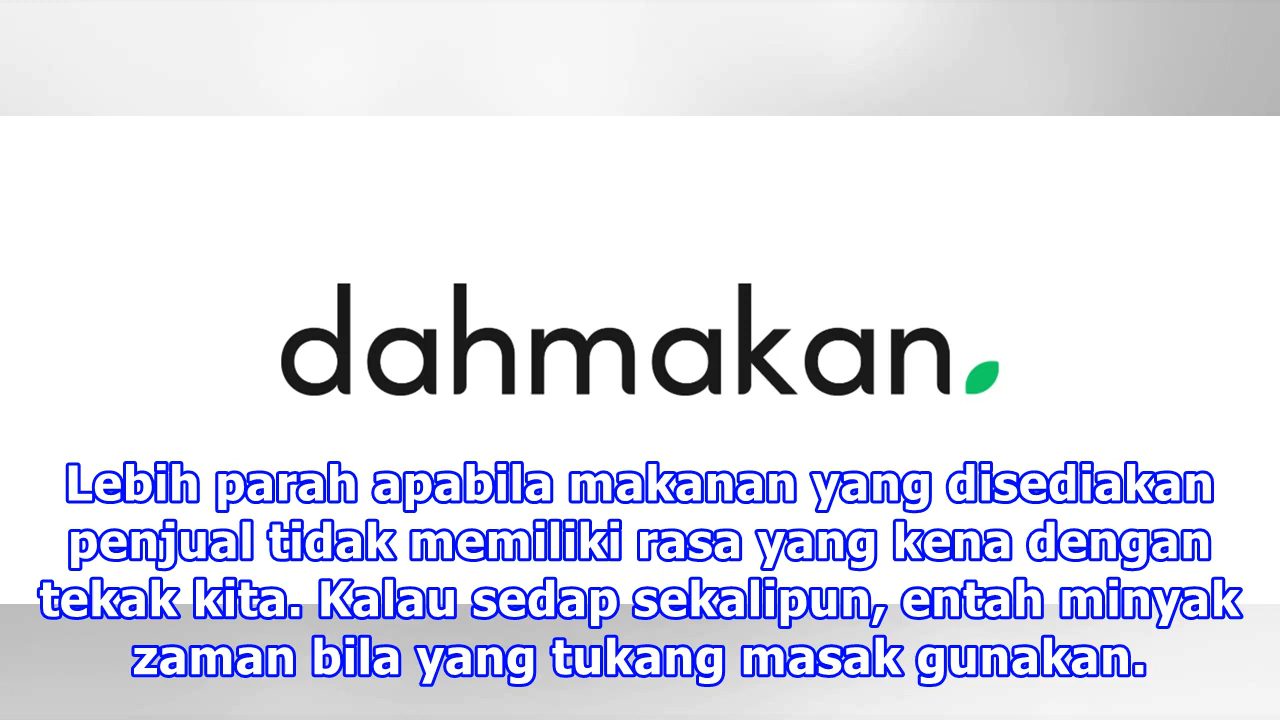 dahmakan
Lebih parah apabila makanan yang disediakan
penjual tidak memiliki rasa yang kena dengan
tekak kita. Kalau sedap sekalipun, entah minyak
zaman bila yang tukang masak gunakan.